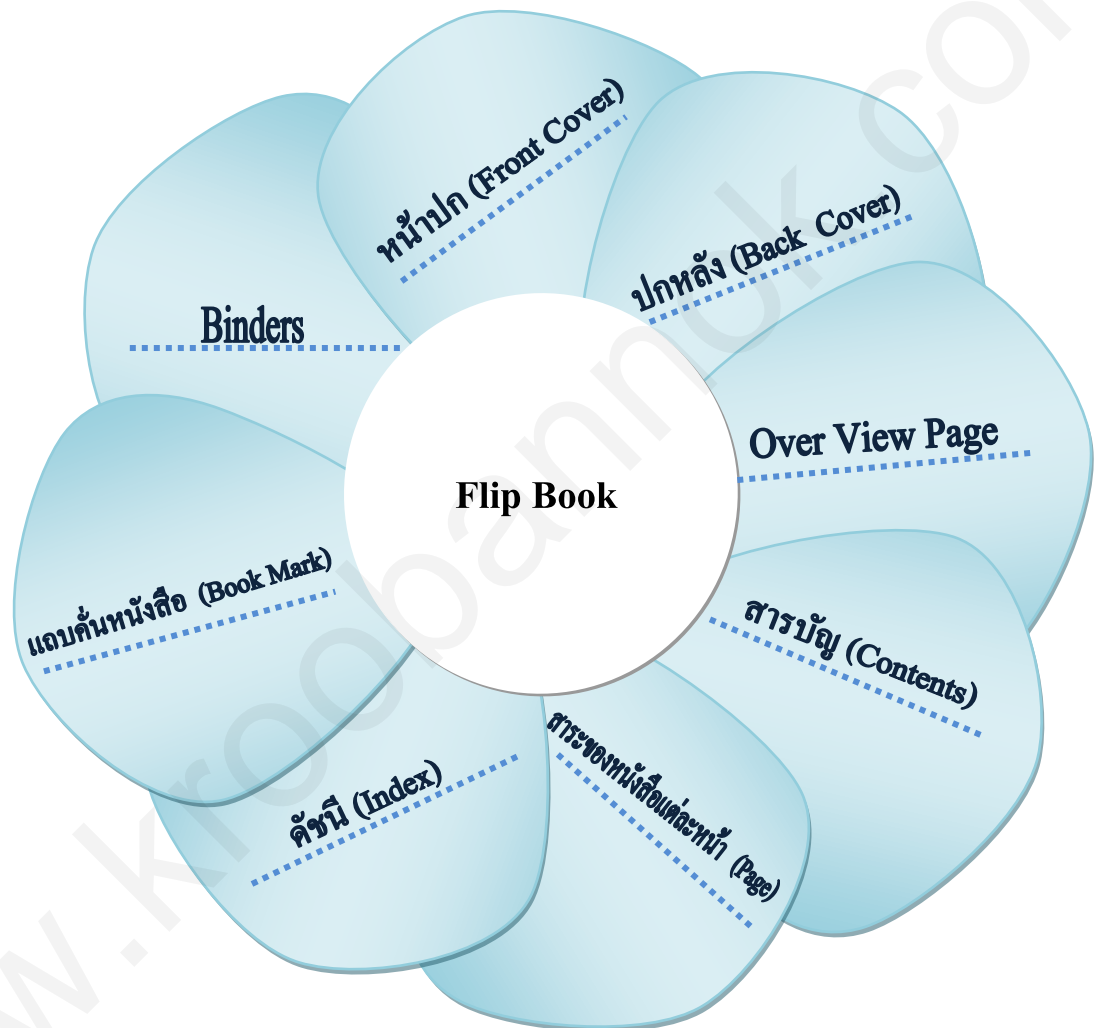 หน้าปก (Front Cover)
ปกหลัง (Back Cover)
Over View Page
สารบัญ (Contents)
สาระของหนังสือแต่ละหน้า (Page)
ดัชนี (Index)
แถบคั่นหนังสือ (Book Mark)
Binders
Flip Book
www.kroobannok.com